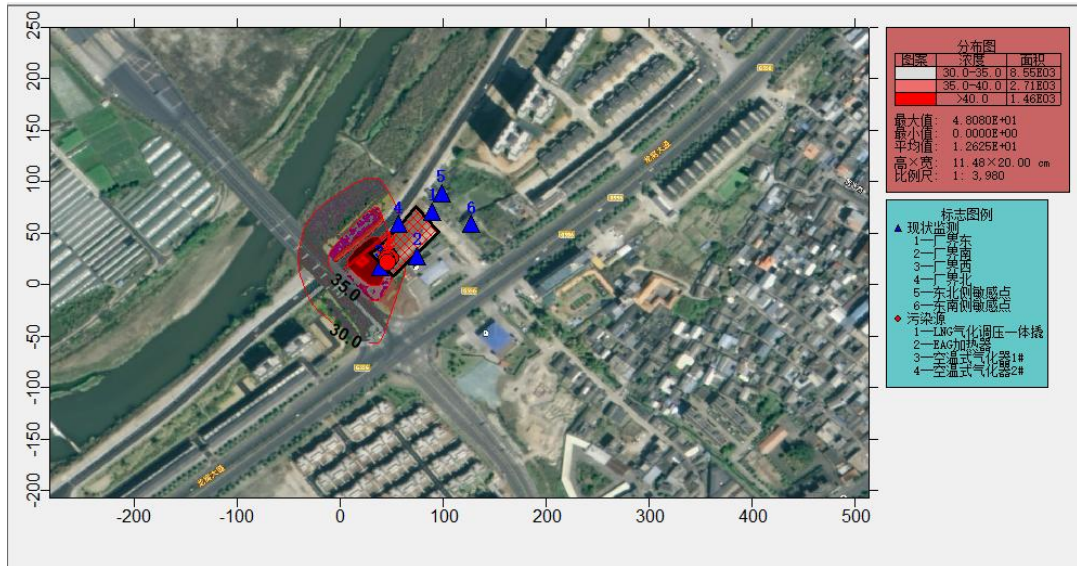 分布图
图案 浓度 面积
30.0-35.0 8.55E03
35.0-40.0 2.71E03
>40.0 1.46E03
最大值: 4.8080E+01
最小值: 0.0000E+00
平均值: 1.2625E+01
高×宽: 11.48×20.00 cm
比例尺: 1: 3,980
标志图例
现状监测
1—厂界东
2—厂界南
3—厂界西
4—厂界北
5—东北侧敏感点
6—东南侧敏感点
污染源
1—LNG气化调压一体撬
2—EAG加热器
3—空温式气化器1#
4—空温式气化器2#
250
200
150
100
50
0
-50
-100
-150
-200
-200 -100 0 100 200 300 400 500
5
1
4
6
2
35.0
30.0